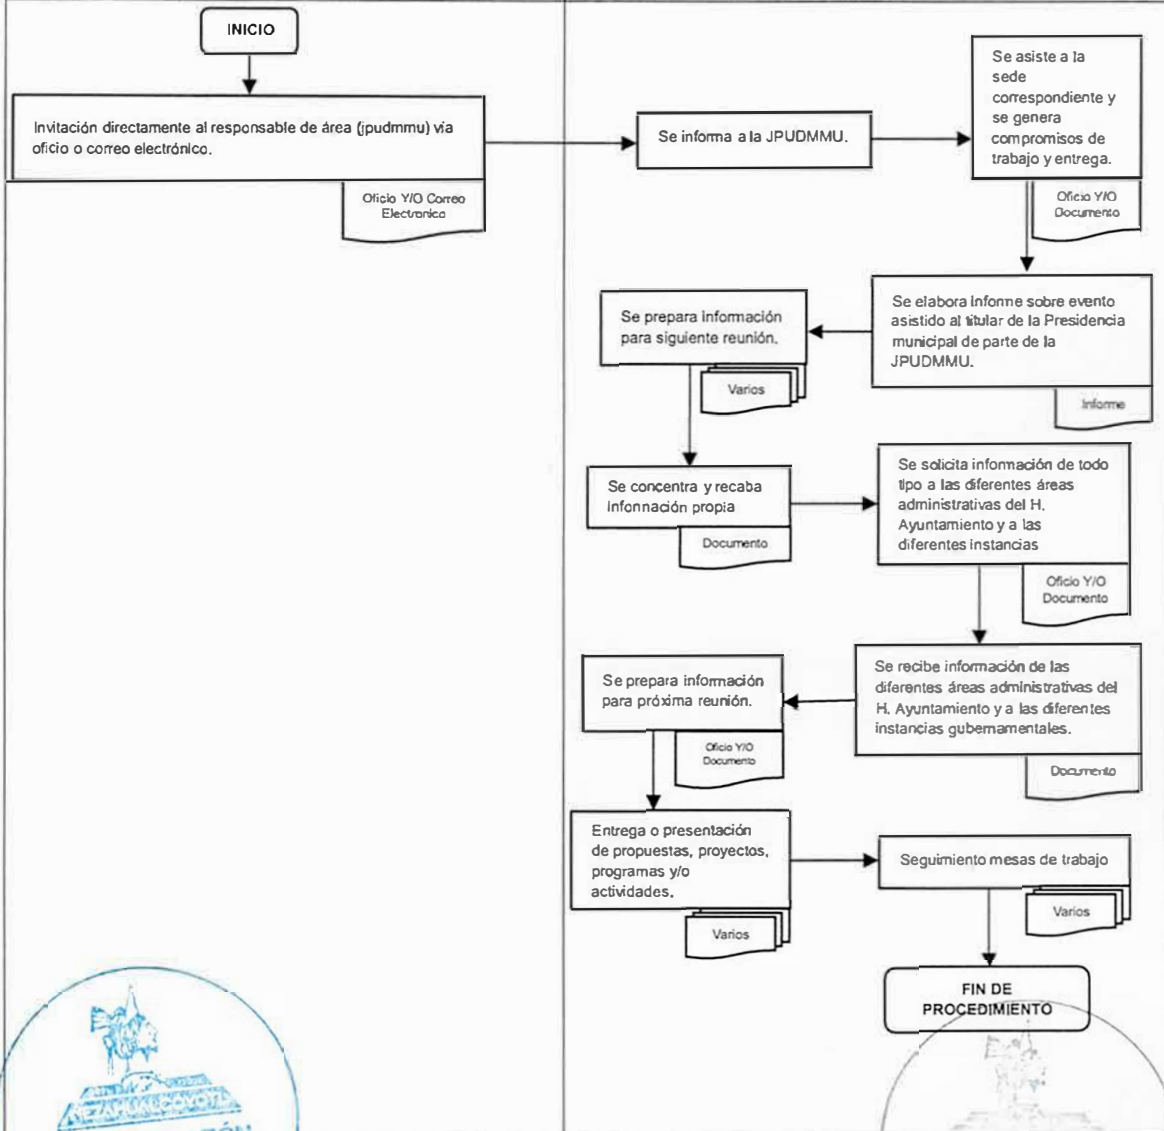 INICIO
Invitación directamente al responsable de área (jpudmmu) vía
oficio o correo electrónico.
Oficio Y/O Correo
Electronico
Se informa a la JPUDMMU.
Se asiste a la
sede
correspondiente y
se genera
compromisos de
trabajo y entrega.
Oficio Y/O
Documento
Se elabora Informe sobre evento
asistido al titular de la Presidencia
municipal de parte de la
JPUDMMU.
Informe
Se prepara información
para siguiente reunión.
Varios
Se concentra y recaba
Infonnación propia
Documento
Se solicita información de todo
tipo a las diferentes áreas
administrativas del H.
Ayuntamiento y a las
diferentes instancias
Oficio Y/O
Documento
Se recibe información de las
diferentes áreas administrativas del
H. Ayuntamiento y a las diferentes
instancias gubernamentales.
Documento
Se prepara información
para próxima reunión.
Oficio Y/O
Documento
Entrega o presentación
de propuestas, proyectos,
programas y/o
actividades.
Varios
Seguimiento mesas de trabajo
Varios
FIN DE
PROCEDIMIENTO
NEZAHUALCOYOTL